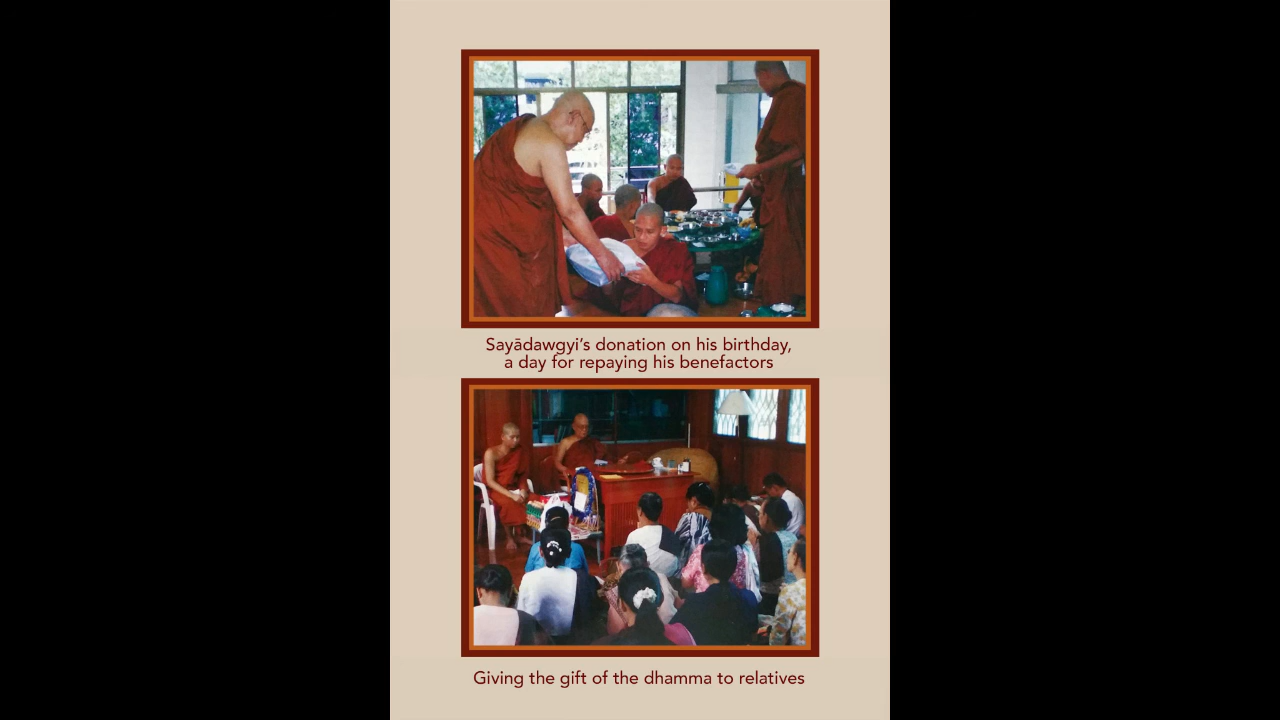 Sayādawgyi’s donation on his birthday,
a day for repaying his benefactors
Giving the gift of the dhamma to relatives